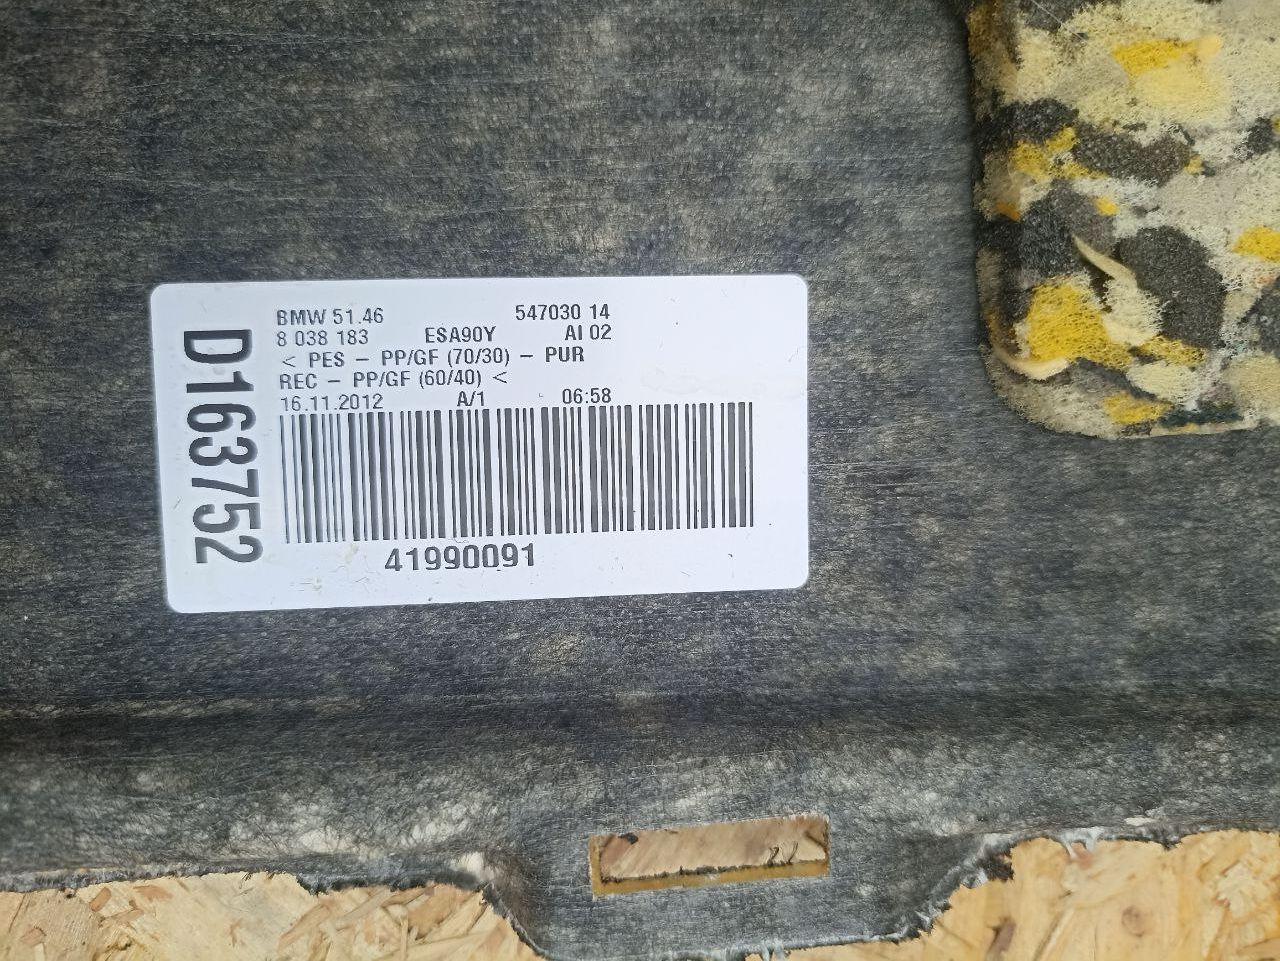 BMW 51.46 547030 14
8 038 183 ESA90Y AI 02
< PES - PP/GF (70/30) - PUR
REC - PP/GF (60/40) <
16.11.2012 A/1 06:58
41990091
D163752